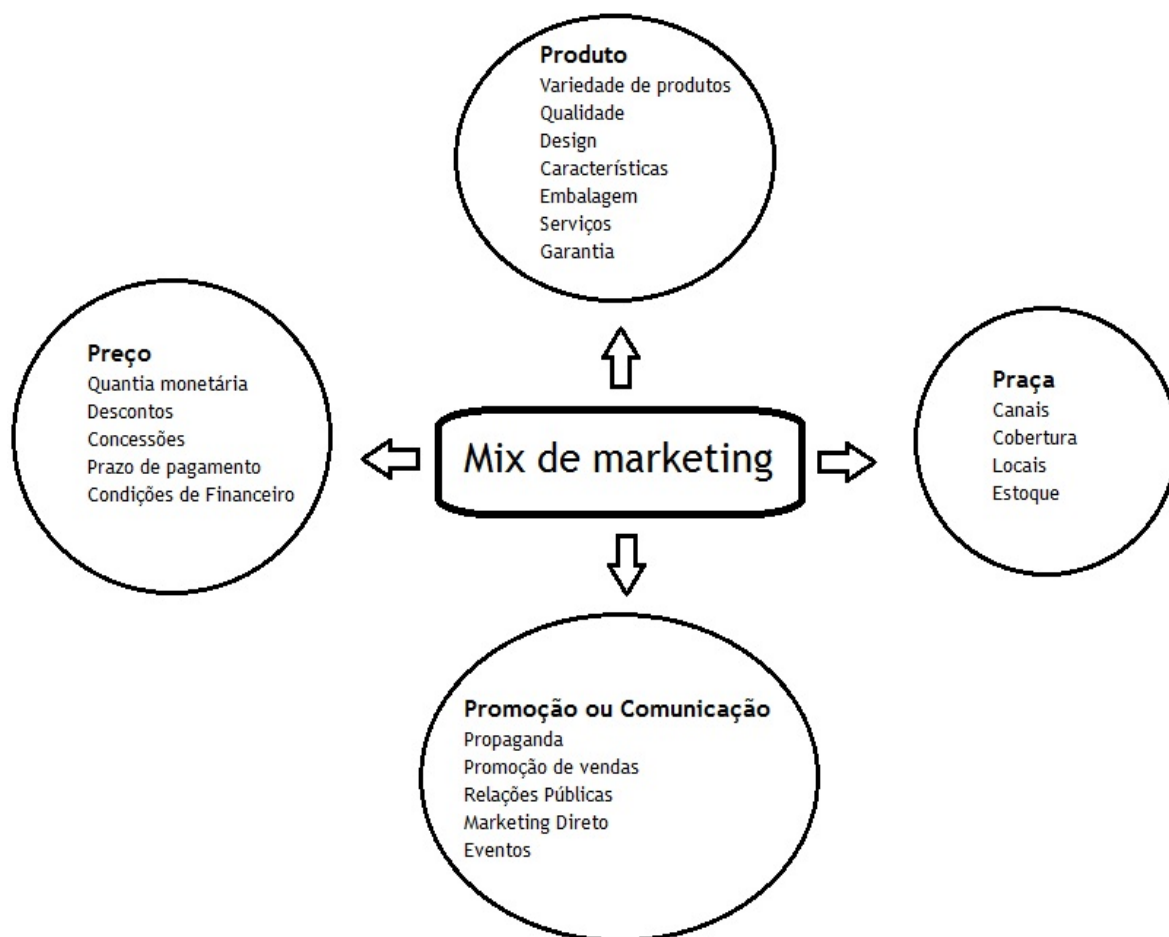 Produto
Variedade de produtos
Qualidade
Design
Características
Embalagem
Serviços
Garantia
Preço
Quantia monetária
Descontos
Concessões
Prazo de pagamento
Condições de Financeiro
Mix de marketing
Praça
Canais
Cobertura
Locais
Estoque
Promoção ou Comunicação
Propaganda
Promoção de vendas
Relações Públicas
Marketing Direto
Eventos